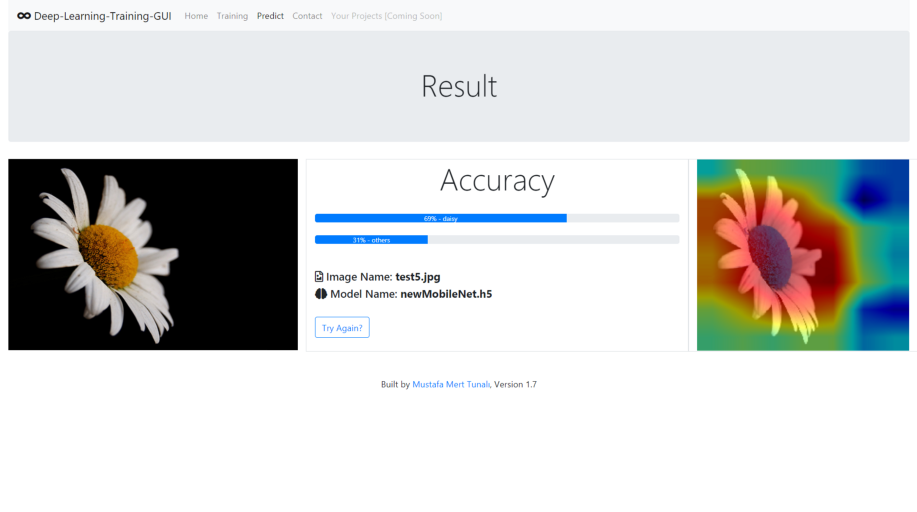 Deep-Learning-Training-GUI Home Training Predict Contact Your Projects [Coming Soon]
Result
Accuracy
69% - daisy
31% - others
Image Name: test5.jpg
Model Name: newMobileNet.h5
Try Again?
Built by Mustafa Mert Tunalı, Version 1.7